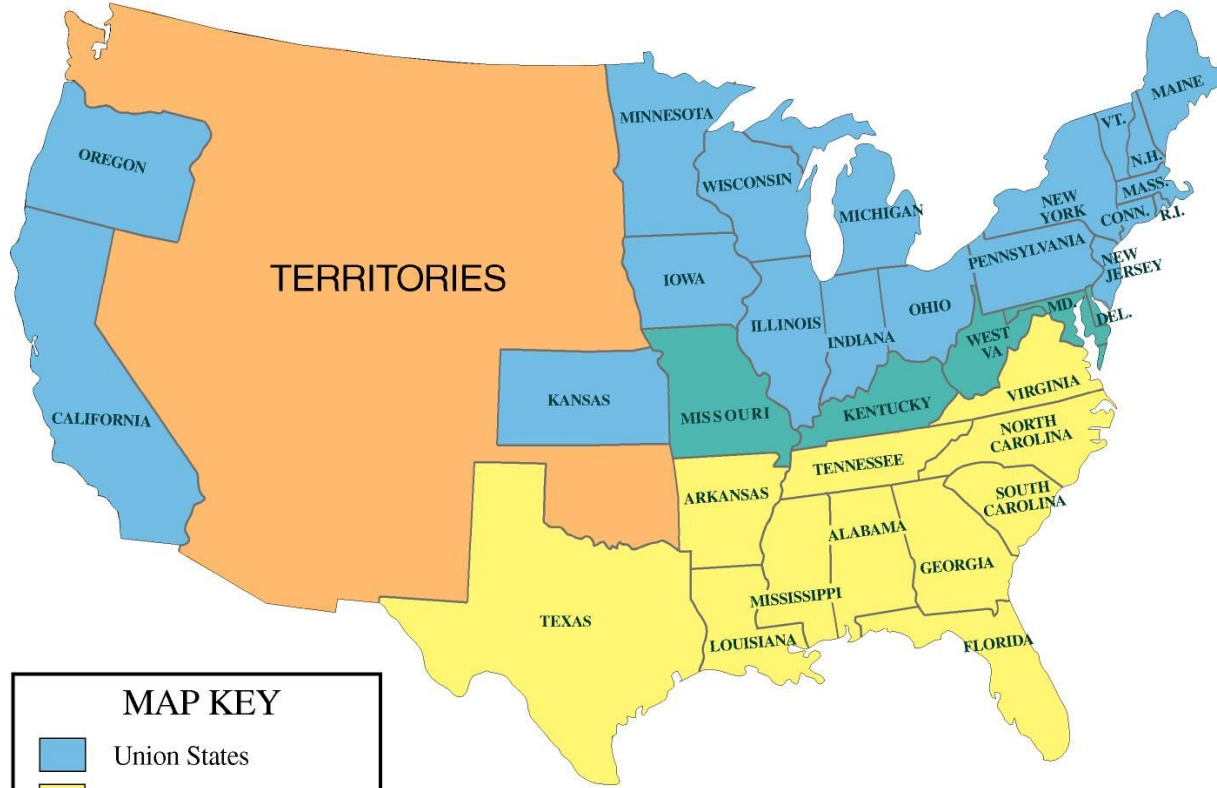 MAINE
VT.
MINNESOTA
N.H.
OREGON
WISCONSIN
MASS.
MICHIGAN
NEW
YORK
CONN.
R.I.
PENNSYLVANIA
NEW
JERSEY
TERRITORIES
IOWA
OHIO
MD.
DEL.
ILLINOIS
INDIANA
WEST
VA
VIRGINIA
KANSAS
MISSOURI
KENTUCKY
CALIFORNIA
NORTH
CAROLINA
TENNESSEE
ARKANSAS
SOUTH
CAROLINA
ALABAMA
GEORGIA
MISSISSIPPI
TEXAS
LOUISIANA
FLORIDA
MAP KEY
Union States